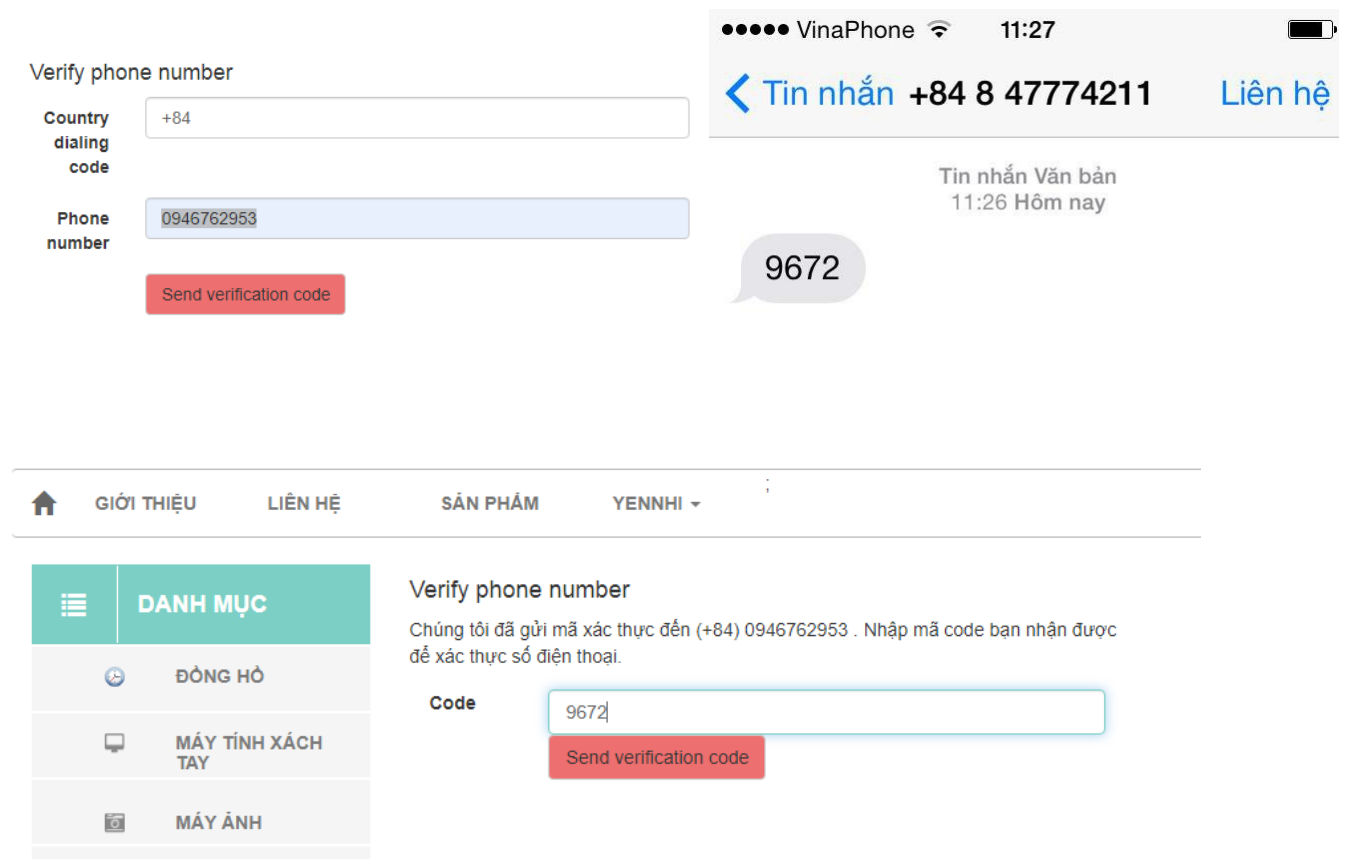 Verify phone number
Country
dialing
code
+84
Phone
number
0946762953
Send verification code
VinaPhone 11:27
Tin nhắn +84 8 47774211 Liên hệ
Tin nhắn Văn bản
11:26 Hôm nay
9672
GIỚI THIỆU LIÊN HỆ SẢN PHẨM YENNHI ;
DANH MỤC
ĐỒNG HỒ
MÁY TÍNH XÁCH
TAY
MÁY ẢNH
Verify phone number
Chúng tôi đã gửi mã xác thực đến (+84) 0946762953 . Nhập mã code bạn nhận được
để xác thực số điện thoại.
Code
9672
Send verification code